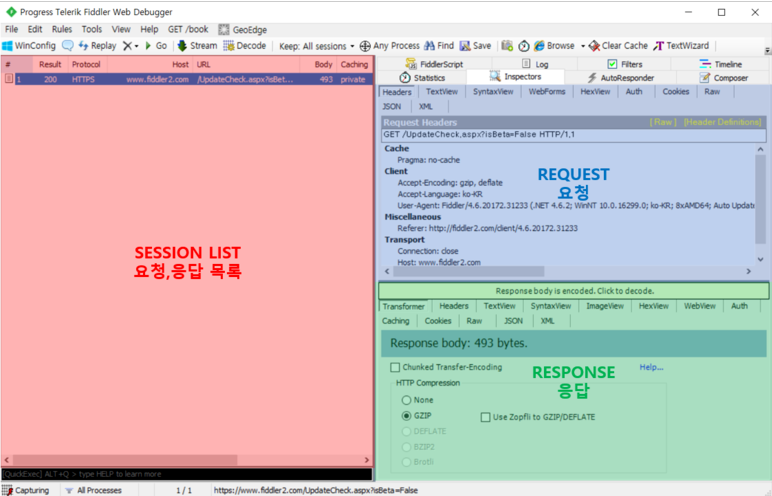 Progress Telerik Fiddler Web Debugger
File Edit Rules Tools View Help GET /book GeoEdge
WinConfig Replay Go Stream Decode Keep: All sessions Any Process Find Save Browse Clear Cache TextWizard
# Result Protocol Host URL Body Caching
1 200 HTTPS www.fiddler2.com /UpdateCheck.aspx?isBet... 493 private
SESSION LIST
요청,응답 목록
[QuickExec] ALT+Q > type HELP to learn more
FiddlerScript Log Filters Timeline
Statistics Inspectors AutoResponder Composer
Headers TextView SyntaxView WebForms HexView Auth Cookies Raw
JSON XML
Request Headers [ Raw ] [Header Definitions]
GET /UpdateCheck,aspx?isBeta=False HTTP/1,1
Cache
Pragma: no-cache
Client
Accept-Encoding: gzip, deflate
Accept-Language: ko-KR
User-Agent: Fiddler/4.6.20172.31233 (.NET 4.6.2; WinNT 10.0.16299.0; ko-KR; 8xAMD64; Auto Update
Miscellaneous
Referer: http://fiddler2.com/client/4.6.20172.31233
Transport
Connection: close
Host: www.fiddler2.com
REQUEST
요청
Response body is encoded. Click to decode.
Transformer Headers TextView SyntaxView ImageView HexView WebView Auth
Caching Cookies Raw JSON XML
Response body: 493 bytes.
Chunked Transfer-Encoding Help...
HTTP Compression
None
GZIP Use Zopfli to GZIP/DEFLATE
DEFLATE
BZIP2
Brotli
RESPONSE
응답
Capturing All Processes 1 / 1 https://www.fiddler2.com/UpdateCheck.aspx?isBeta=False